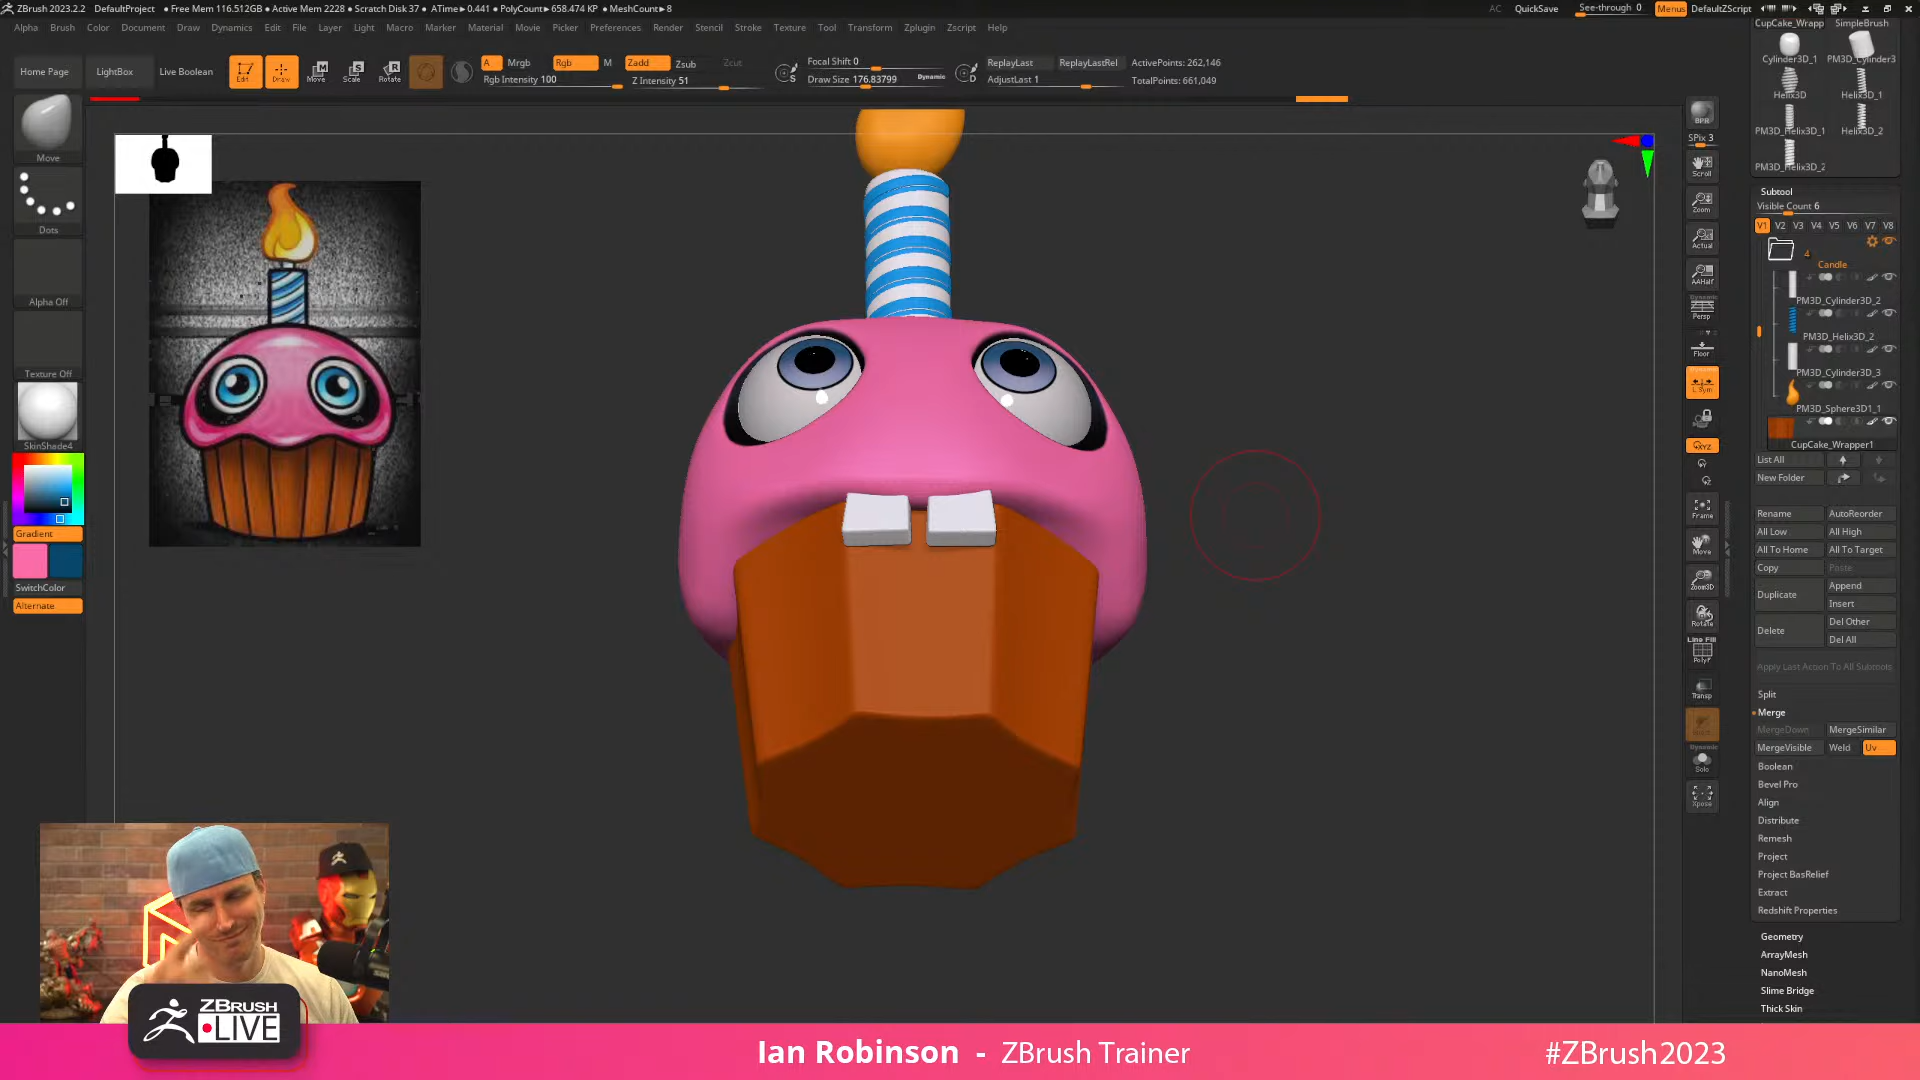 ZBrush 2023.2.2 DefaultProject ● Free Mem 116.512GB ● Active Mem 2228 ● Scratch Disk 37 ● ATime▸ 0.441 ● PolyCount▸ 658.474 KP ● MeshCount▸ 8
AC QuickSave See-through 0 Menus DefaultZScript
Alpha Brush Color Document Draw Dynamics Edit File Layer Light Macro Marker Material Movie Picker Preferences Render Stencil Stroke Texture Tool Transform Zplugin Zscript Help
Home Page LightBox Live Boolean Edit Draw Move Scale Rotate
A Mrgb Rgb M Zadd Zsub Zcut
Rgb Intensity 100 Z Intensity 51
Focal Shift 0
Draw Size 176.83799 Dynamic
ReplayLast ReplayLastRel ActivePoints: 262,146
AdjustLast 1 TotalPoints: 661,049
Move
Dots
Alpha Off
Texture Off
SkinShade4
Gradient
SwitchColor
Alternate
BPR
SPix 3
Scroll
Zoom
Actual
AAHalf
Dynamic
Persp
Floor
L.Sym
XYZ
Frame
Move
Zoom3D
Rotate
Line Fill
PolyF
Transp
Dynamic
Solo
Xpose
CupCake_Wrapp SimpleBrush
Cylinder3D_1 PM3D_Cylinder3
Helix3D Helix3D_1
PM3D_Helix3D_1 Helix3D_2
PM3D_Helix3D_2
Subtool
Visible Count 6
V1 V2 V3 V4 V5 V6 V7 V8
4 Candle
PM3D_Cylinder3D_2
PM3D_Helix3D_2
PM3D_Cylinder3D_3
PM3D_Sphere3D1_1
CupCake_Wrapper1
List All
New Folder
Rename AutoReorder
All Low All High
All To Home All To Target
Copy Paste
Duplicate Append
Insert
Delete Del Other
Del All
Apply Last Action To All Subtools
Split
Merge
MergeDown MergeSimilar
MergeVisible Weld Uv
Boolean
Bevel Pro
Align
Distribute
Remesh
Project
Project BasRelief
Extract
Redshift Properties
Geometry
ArrayMesh
NanoMesh
Slime Bridge
Thick Skin
ZBRUSH
LIVE
Ian Robinson - ZBrush Trainer
#ZBrush2023